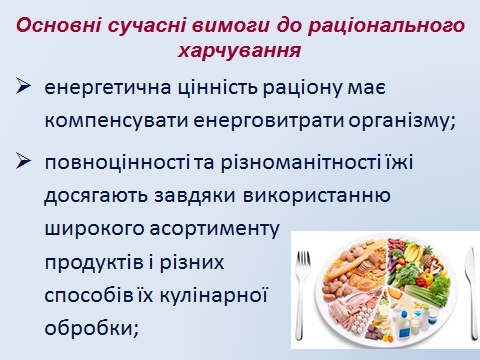 Основні сучасні вимоги до раціонального
харчування
➢ енергетична цінність раціону має
компенсувати енерговитрати організму;
➢ повноцінності та різноманітності їжі
досягають завдяки використанню
широкого асортименту
продуктів і різних
способів їх кулінарної
обробки;